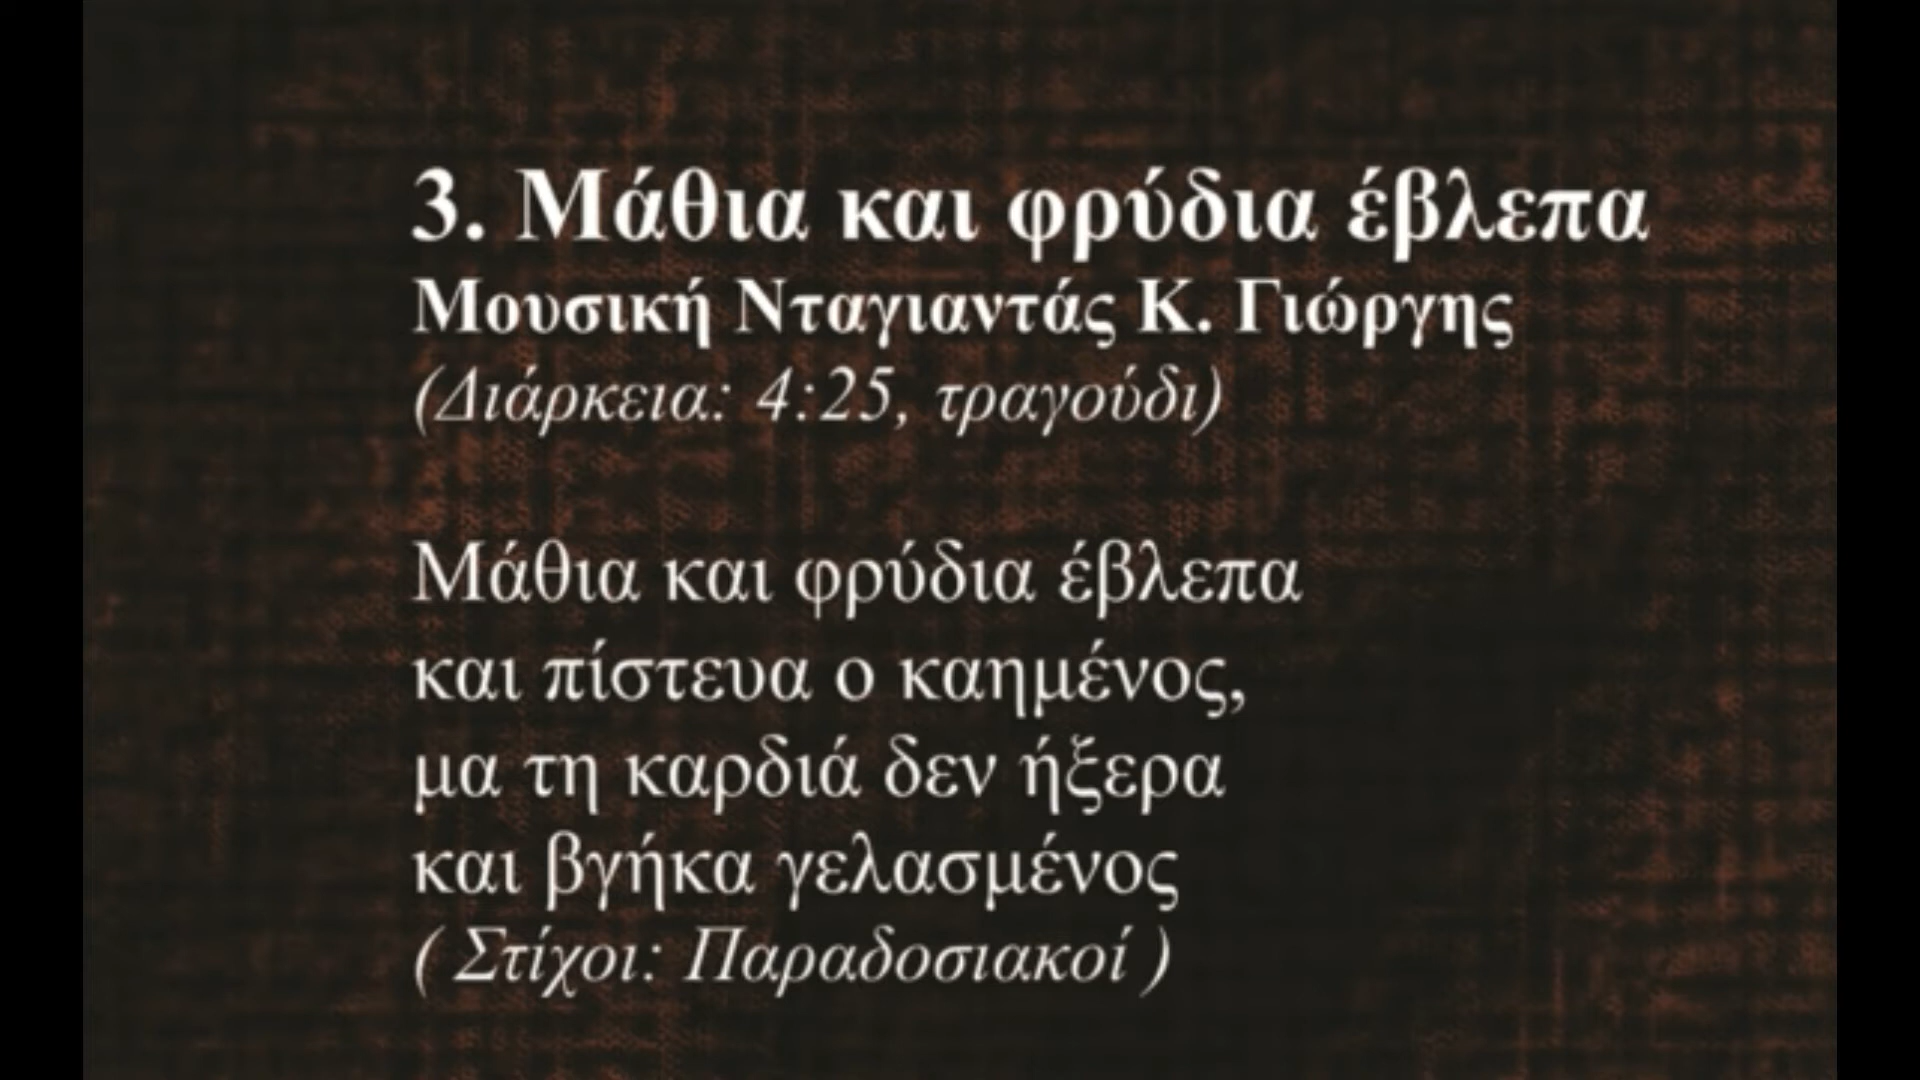 3. Μάθια και φρύδια έβλεπα
Μουσική Νταγιαντάς Κ. Γιώργης
(Διάρκεια: 4:25, τραγούδι)
Μάθια και φρύδια έβλεπα
και πίστευα ο καημένος,
μα τη καρδιά δεν ήξερα
και βγήκα γελασμένος
( Στίχοι: Παραδοσιακοί )